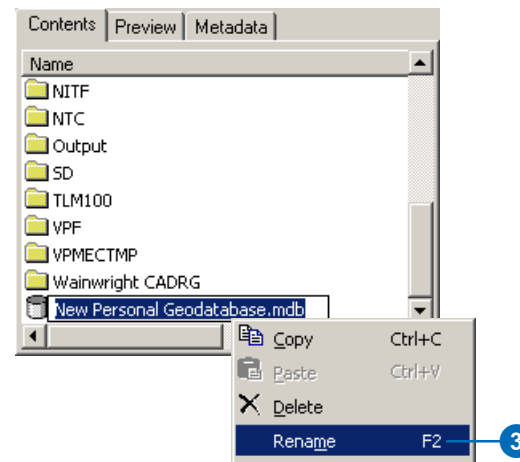 Contents Preview Metadata
Name
NITF
NTC
Output
SD
TLM100
VPF
VPMECTMP
Wainwright CADRG
New Personal Geodatabase.mdb
Copy Ctrl+C
Paste Ctrl+V
Delete
Rename F2 3